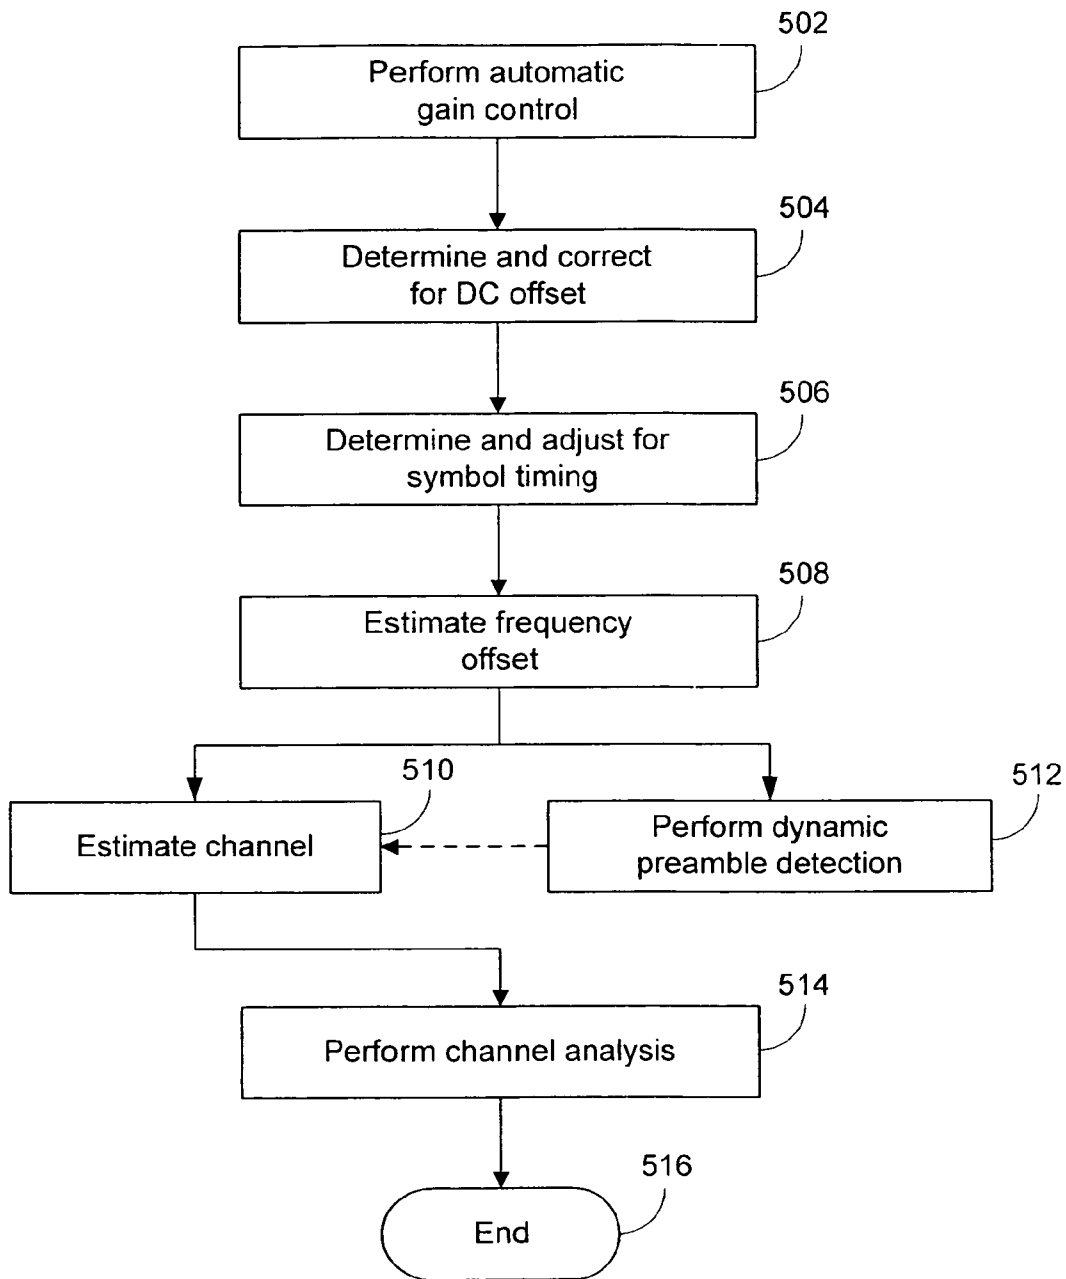 502
Perform automatic
gain control
504
Determine and correct
for DC offset
506
Determine and adjust for
symbol timing
508
Estimate frequency
offset
510
512
Estimate channel
Perform dynamic
preamble detection
514
Perform channel analysis
516
End